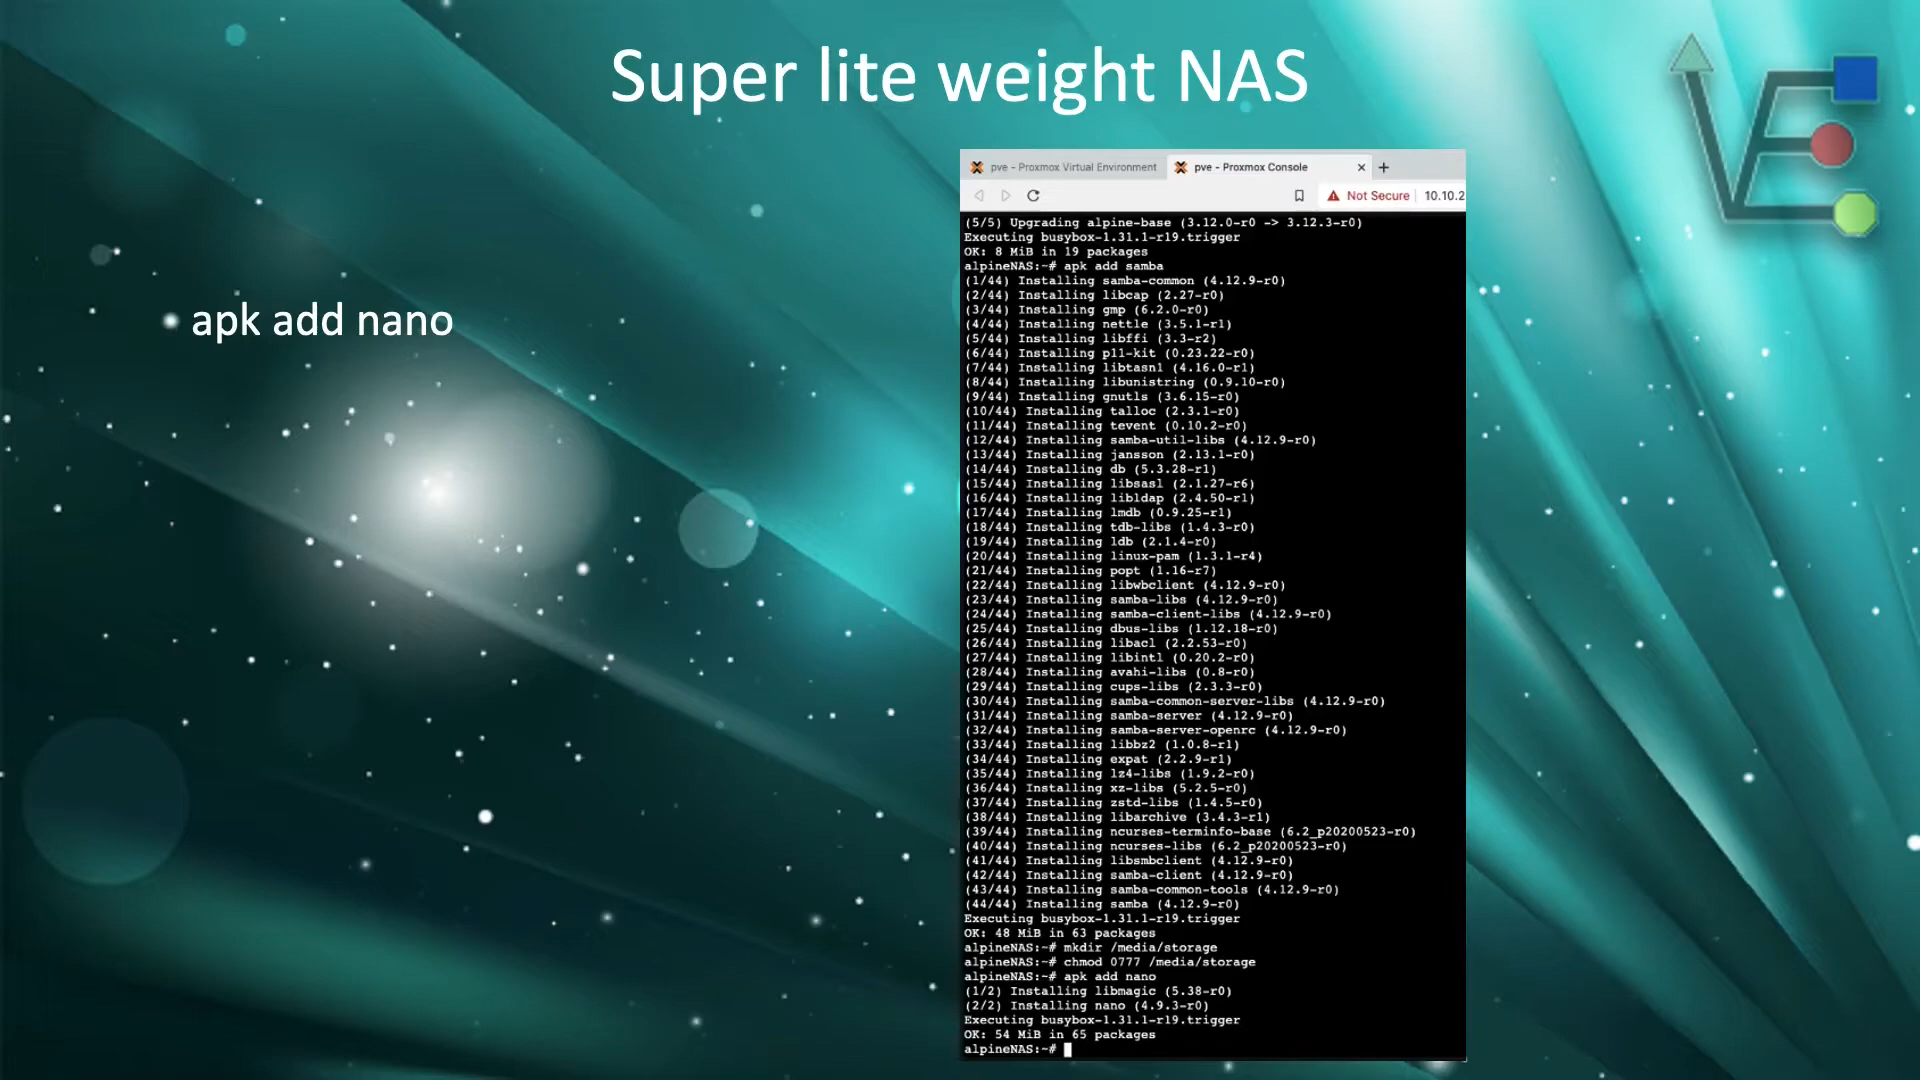 Super lite weight NAS
apk add nano
pve - Proxmox Virtual Environment
pve - Proxmox Console
Not Secure
10.10.2
(5/5) Upgrading alpine-base (3.12.0-r0 -> 3.12.3-r0)
Executing busybox-1.31.1-r19.trigger
OK: 8 MiB in 19 packages
alpineNAS:~# apk add samba
(1/44) Installing samba-common (4.12.9-r0)
(2/44) Installing libcap (2.27-r0)
(3/44) Installing gmp (6.2.0-r0)
(4/44) Installing nettle (3.5.1-r1)
(5/44) Installing libffi (3.3-r2)
(6/44) Installing p11-kit (0.23.22-r0)
(7/44) Installing libtasn1 (4.16.0-r1)
(8/44) Installing libunistring (0.9.10-r0)
(9/44) Installing gnutls (3.6.15-r0)
(10/44) Installing talloc (2.3.1-r0)
(11/44) Installing tevent (0.10.2-r0)
(12/44) Installing samba-util-libs (4.12.9-r0)
(13/44) Installing jansson (2.13.1-r0)
(14/44) Installing db (5.3.28-r1)
(15/44) Installing libsasl (2.1.27-r6)
(16/44) Installing libldap (2.4.50-r1)
(17/44) Installing lmdb (0.9.25-r1)
(18/44) Installing tdb-libs (1.4.3-r0)
(19/44) Installing ldb (2.1.4-r0)
(20/44) Installing linux-pam (1.3.1-r4)
(21/44) Installing popt (1.16-r7)
(22/44) Installing libwbclient (4.12.9-r0)
(23/44) Installing samba-libs (4.12.9-r0)
(24/44) Installing samba-client-libs (4.12.9-r0)
(25/44) Installing dbus-libs (1.12.18-r0)
(26/44) Installing libacl (2.2.53-r0)
(27/44) Installing libintl (0.20.2-r0)
(28/44) Installing avahi-libs (0.8-r0)
(29/44) Installing cups-libs (2.3.3-r0)
(30/44) Installing samba-common-server-libs (4.12.9-r0)
(31/44) Installing samba-server (4.12.9-r0)
(32/44) Installing samba-server-openrc (4.12.9-r0)
(33/44) Installing libbz2 (1.0.8-r1)
(34/44) Installing expat (2.2.9-r1)
(35/44) Installing lz4-libs (1.9.2-r0)
(36/44) Installing xz-libs (5.2.5-r0)
(37/44) Installing zstd-libs (1.4.5-r0)
(38/44) Installing libarchive (3.4.3-r1)
(39/44) Installing ncurses-terminfo-base (6.2_p20200523-r0)
(40/44) Installing ncurses-libs (6.2_p20200523-r0)
(41/44) Installing libsmbclient (4.12.9-r0)
(42/44) Installing samba-client (4.12.9-r0)
(43/44) Installing samba-common-tools (4.12.9-r0)
(44/44) Installing samba (4.12.9-r0)
Executing busybox-1.31.1-r19.trigger
OK: 48 MiB in 63 packages
alpineNAS:~# mkdir /media/storage
alpineNAS:~# chmod 0777 /media/storage
alpineNAS:~# apk add nano
(1/2) Installing libmagic (5.38-r0)
(2/2) Installing nano (4.9.3-r0)
Executing busybox-1.31.1-r19.trigger
OK: 54 MiB in 65 packages
alpineNAS:~#